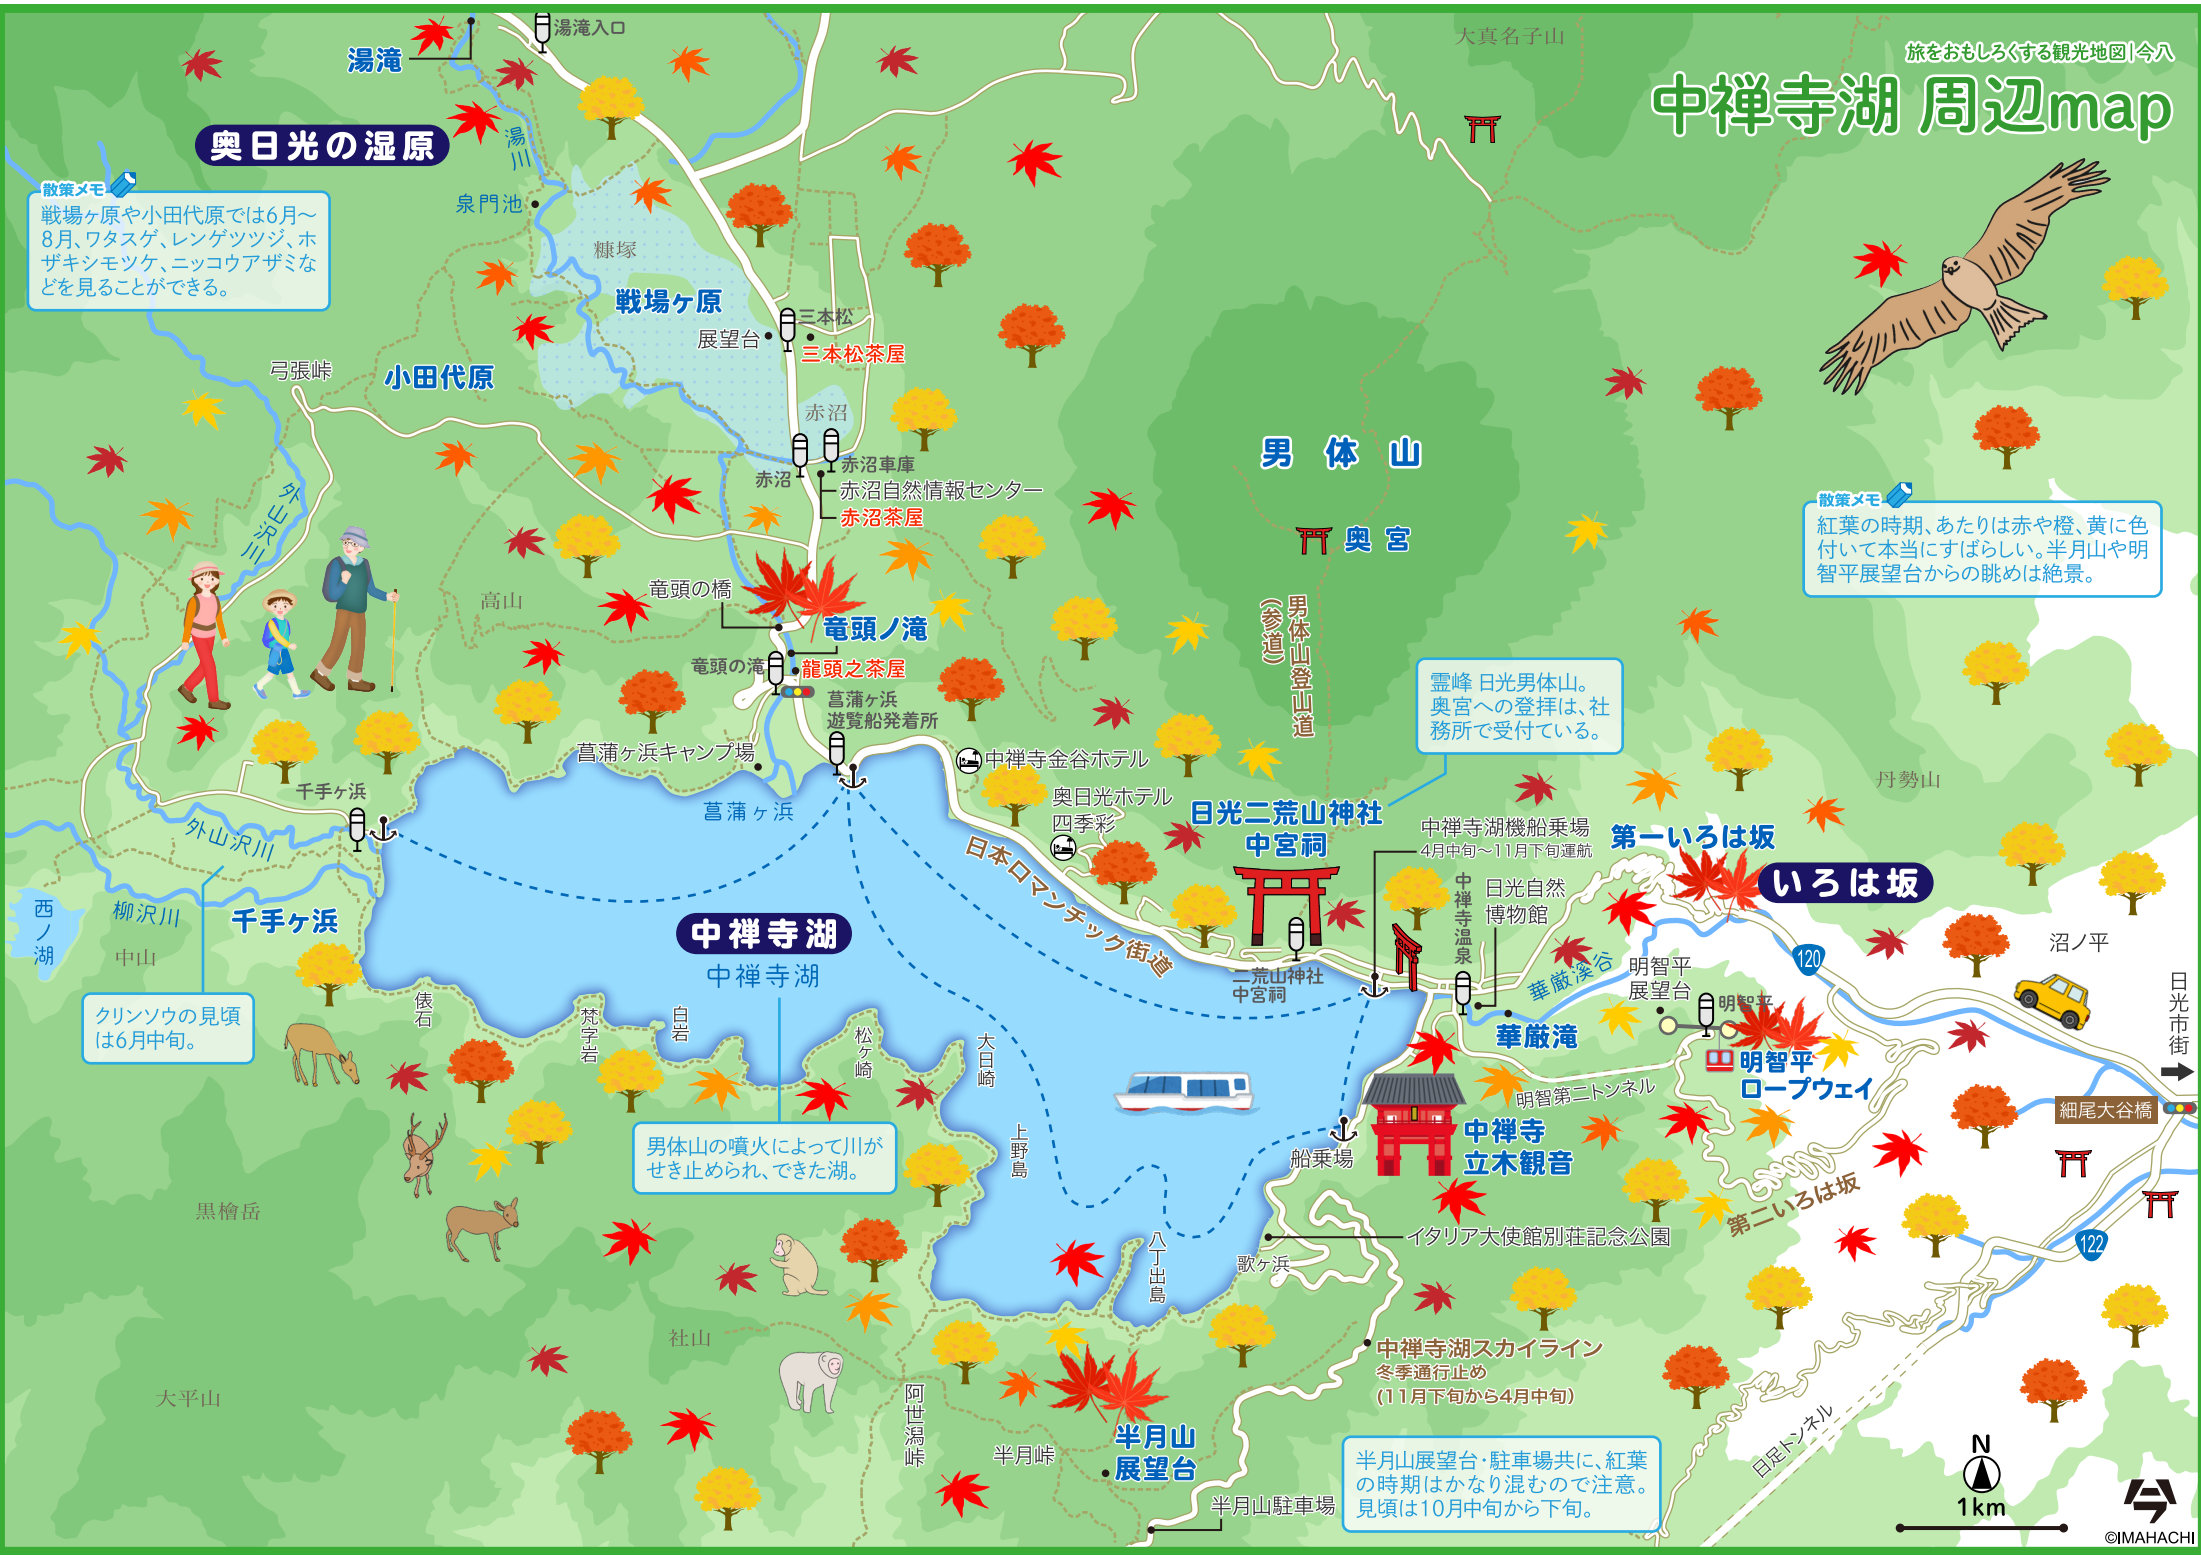 旅をおもしろくする観光地図|今八
中禅寺湖 周辺map
湯滝
湯滝入口
大真名子山
奥日光の湿原
湯川
泉門池
散策メモ
戦場ヶ原や小田代原では6月〜
8月、ワタスゲ、レンゲツツジ、ホ
ザキシモツケ、ニッコウアザミな
どを見ることができる。
糠塚
戦場ヶ原
展望台
三本松
三本松茶屋
弓張峠
小田代原
赤沼
赤沼
赤沼車庫
赤沼自然情報センター
赤沼茶屋
外山沢川
男体山
奥宮
男体山登山道
(参道)
散策メモ
紅葉の時期、あたりは赤や橙、黄に色
付いて本当にすばらしい。半月山や明
智平展望台からの眺めは絶景。
高山
竜頭の橋
竜頭ノ滝
竜頭の滝
龍頭之茶屋
菖蒲ヶ浜
遊覧船発着所
菖蒲ヶ浜キャンプ場
菖蒲ヶ浜
中禅寺金谷ホテル
奥日光ホテル
四季彩
日本ロマンチック街道
霊峰 日光男体山。
奥宮への登拝は、社
務所で受付ている。
日光二荒山神社
中宮祠
二荒山神社
中宮祠
中禅寺湖機船乗場
4月中旬〜11月下旬運航
中禅寺温泉
日光自然
博物館
第一いろは坂
いろは坂
丹勢山
沼ノ平
120
華厳渓谷
華厳滝
明智平
展望台
明智平
明智平
ロープウェイ
明智第二トンネル
日光市街
細尾大谷橋
第二いろは坂
122
千手ヶ浜
外山沢川
柳沢川
西ノ湖
中山
千手ヶ浜
クリンソウの見頃
は6月中旬。
俵石
梵字岩
白岩
中禅寺湖
中禅寺湖
松ヶ崎
大日崎
上野島
男体山の噴火によって川が
せき止められ、できた湖。
船乗場
中禅寺
立木観音
イタリア大使館別荘記念公園
歌ヶ浜
八丁出島
黒檜岳
社山
大平山
阿世潟峠
半月峠
半月山
展望台
半月山駐車場
中禅寺湖スカイライン
冬季通行止め
(11月下旬から4月中旬)
半月山展望台・駐車場共に、紅葉
の時期はかなり混むので注意。
見頃は10月中旬から下旬。
日足トンネル
N
1km
今
©IMAHACHI